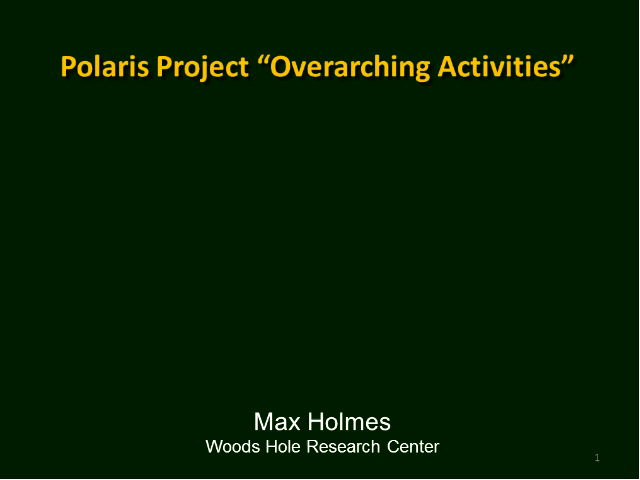 Polaris Project “Overarching Activities”
Max Holmes
Woods Hole Research Center
1